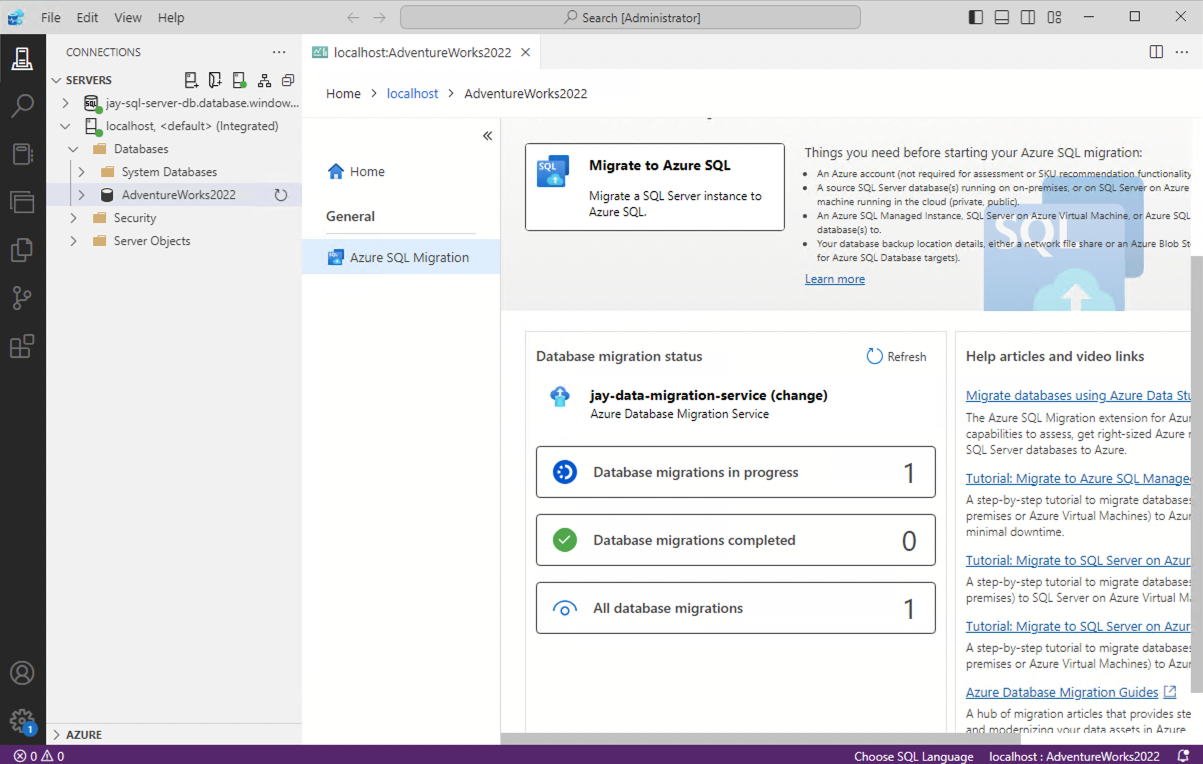 File Edit View Help
Search [Administrator]
CONNECTIONS
SERVERS
jay-sql-server-db.database.window...
localhost, <default> (Integrated)
Databases
System Databases
AdventureWorks2022
Security
Server Objects
AZURE
localhost:AdventureWorks2022
Home > localhost > AdventureWorks2022
Home
General
Azure SQL Migration
SQL
Migrate to Azure SQL
Migrate a SQL Server instance to
Azure SQL.
Things you need before starting your Azure SQL migration:
• An Azure account (not required for assessment or SKU recommendation functionality
• A source SQL Server database(s) running on on-premises, or on SQL Server on Azure
machine running in the cloud (private, public).
• An Azure SQL Managed Instance, SQL Server on Azure Virtual Machine, or Azure SQL
database(s) to.
• Your database backup location details, either a network file share or an Azure Blob St
for Azure SQL Database targets).
Learn more
SQL
Database migration status
Refresh
jay-data-migration-service (change)
Azure Database Migration Service
Database migrations in progress 1
Database migrations completed 0
All database migrations 1
Help articles and video links
Migrate databases using Azure Data Stu
The Azure SQL Migration extension for Azu
capabilities to assess, get right-sized Azure r
SQL Server databases to Azure.
Tutorial: Migrate to Azure SQL Manage
A step-by-step tutorial to migrate databases
premises or Azure Virtual Machines) to Azur
minimal downtime.
Tutorial: Migrate to SQL Server on Azur
A step-by-step tutorial to migrate databases
premises) to SQL Server on Azure Virtual Ma
Tutorial: Migrate to SQL Server on Azur
A step-by-step tutorial to migrate databases
premises or Azure Virtual Machines) to Azur
Azure Database Migration Guides
A hub of migration articles that provides ste
and modernizing your data assets in Azure.
1
0 0
Choose SQL Language
localhost : AdventureWorks2022